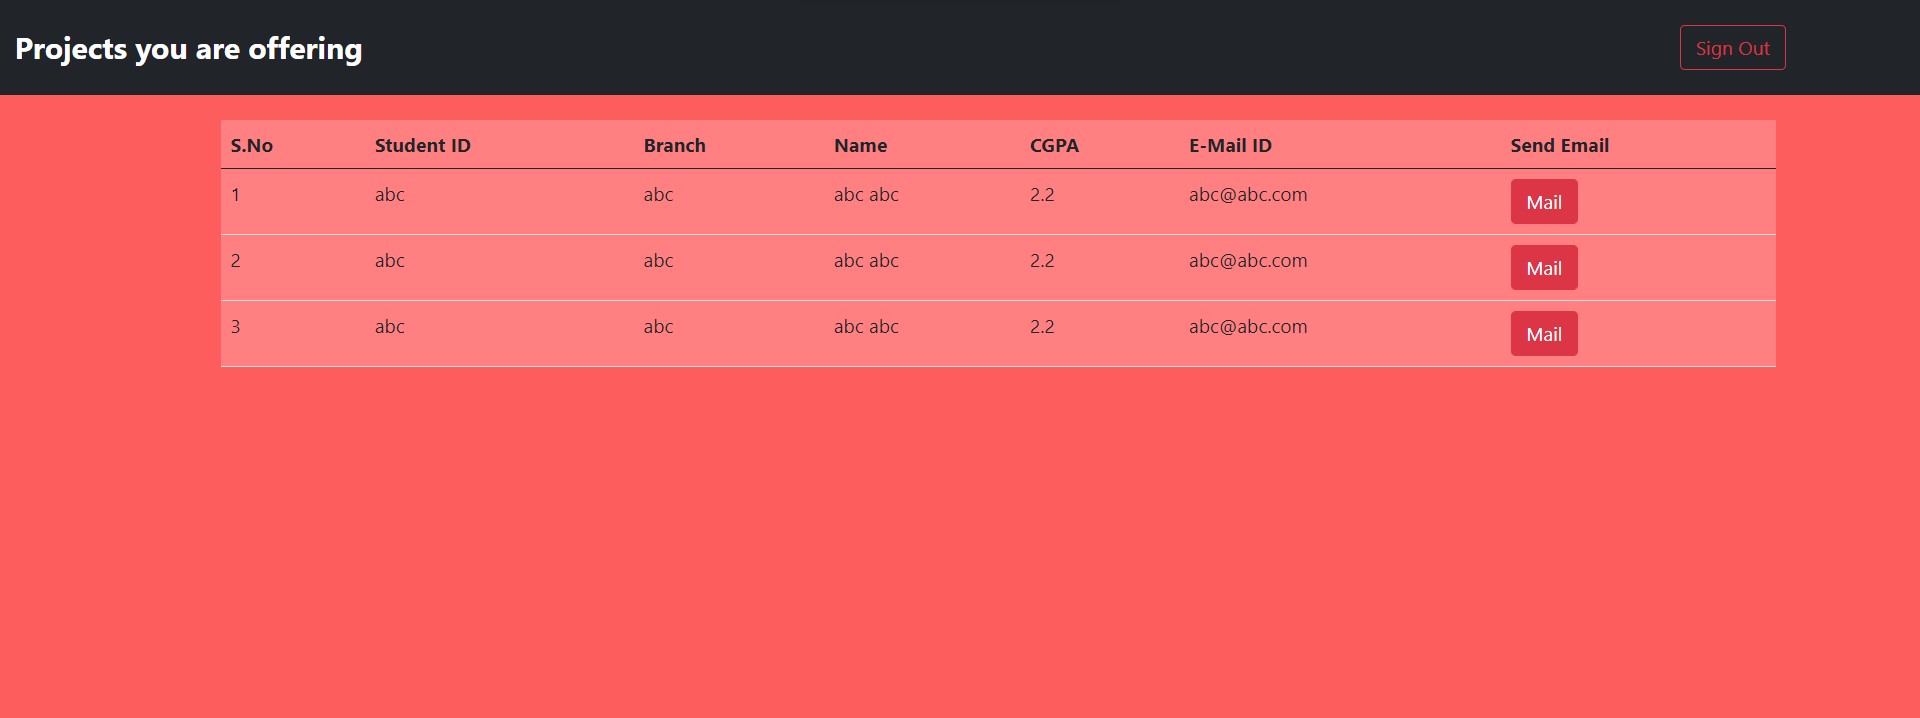 Projects you are offering
Sign Out
S.No Student ID Branch Name CGPA E-Mail ID Send Email
1 abc abc abc abc 2.2 abc@abc.com Mail
2 abc abc abc abc 2.2 abc@abc.com Mail
3 abc abc abc abc 2.2 abc@abc.com Mail